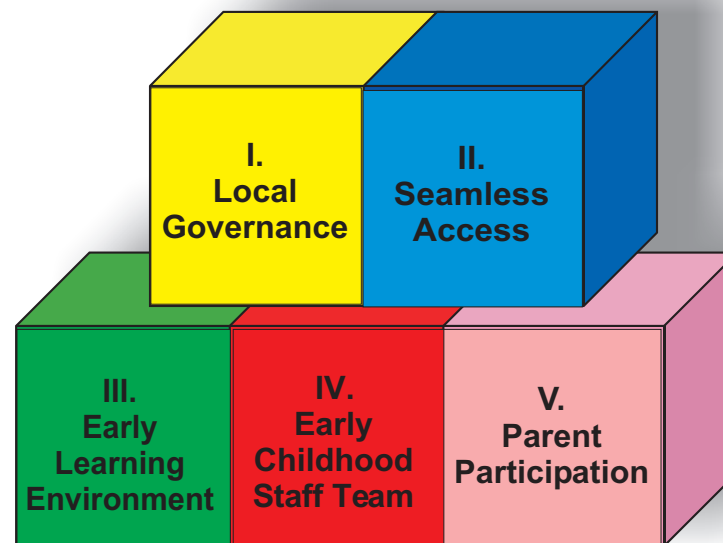 I.
Local
Governance
II.
Seamless
Access
III.
Early
Learning
Environment
IV.
Early
Childhood
Staff Team
V.
Parent
Participation